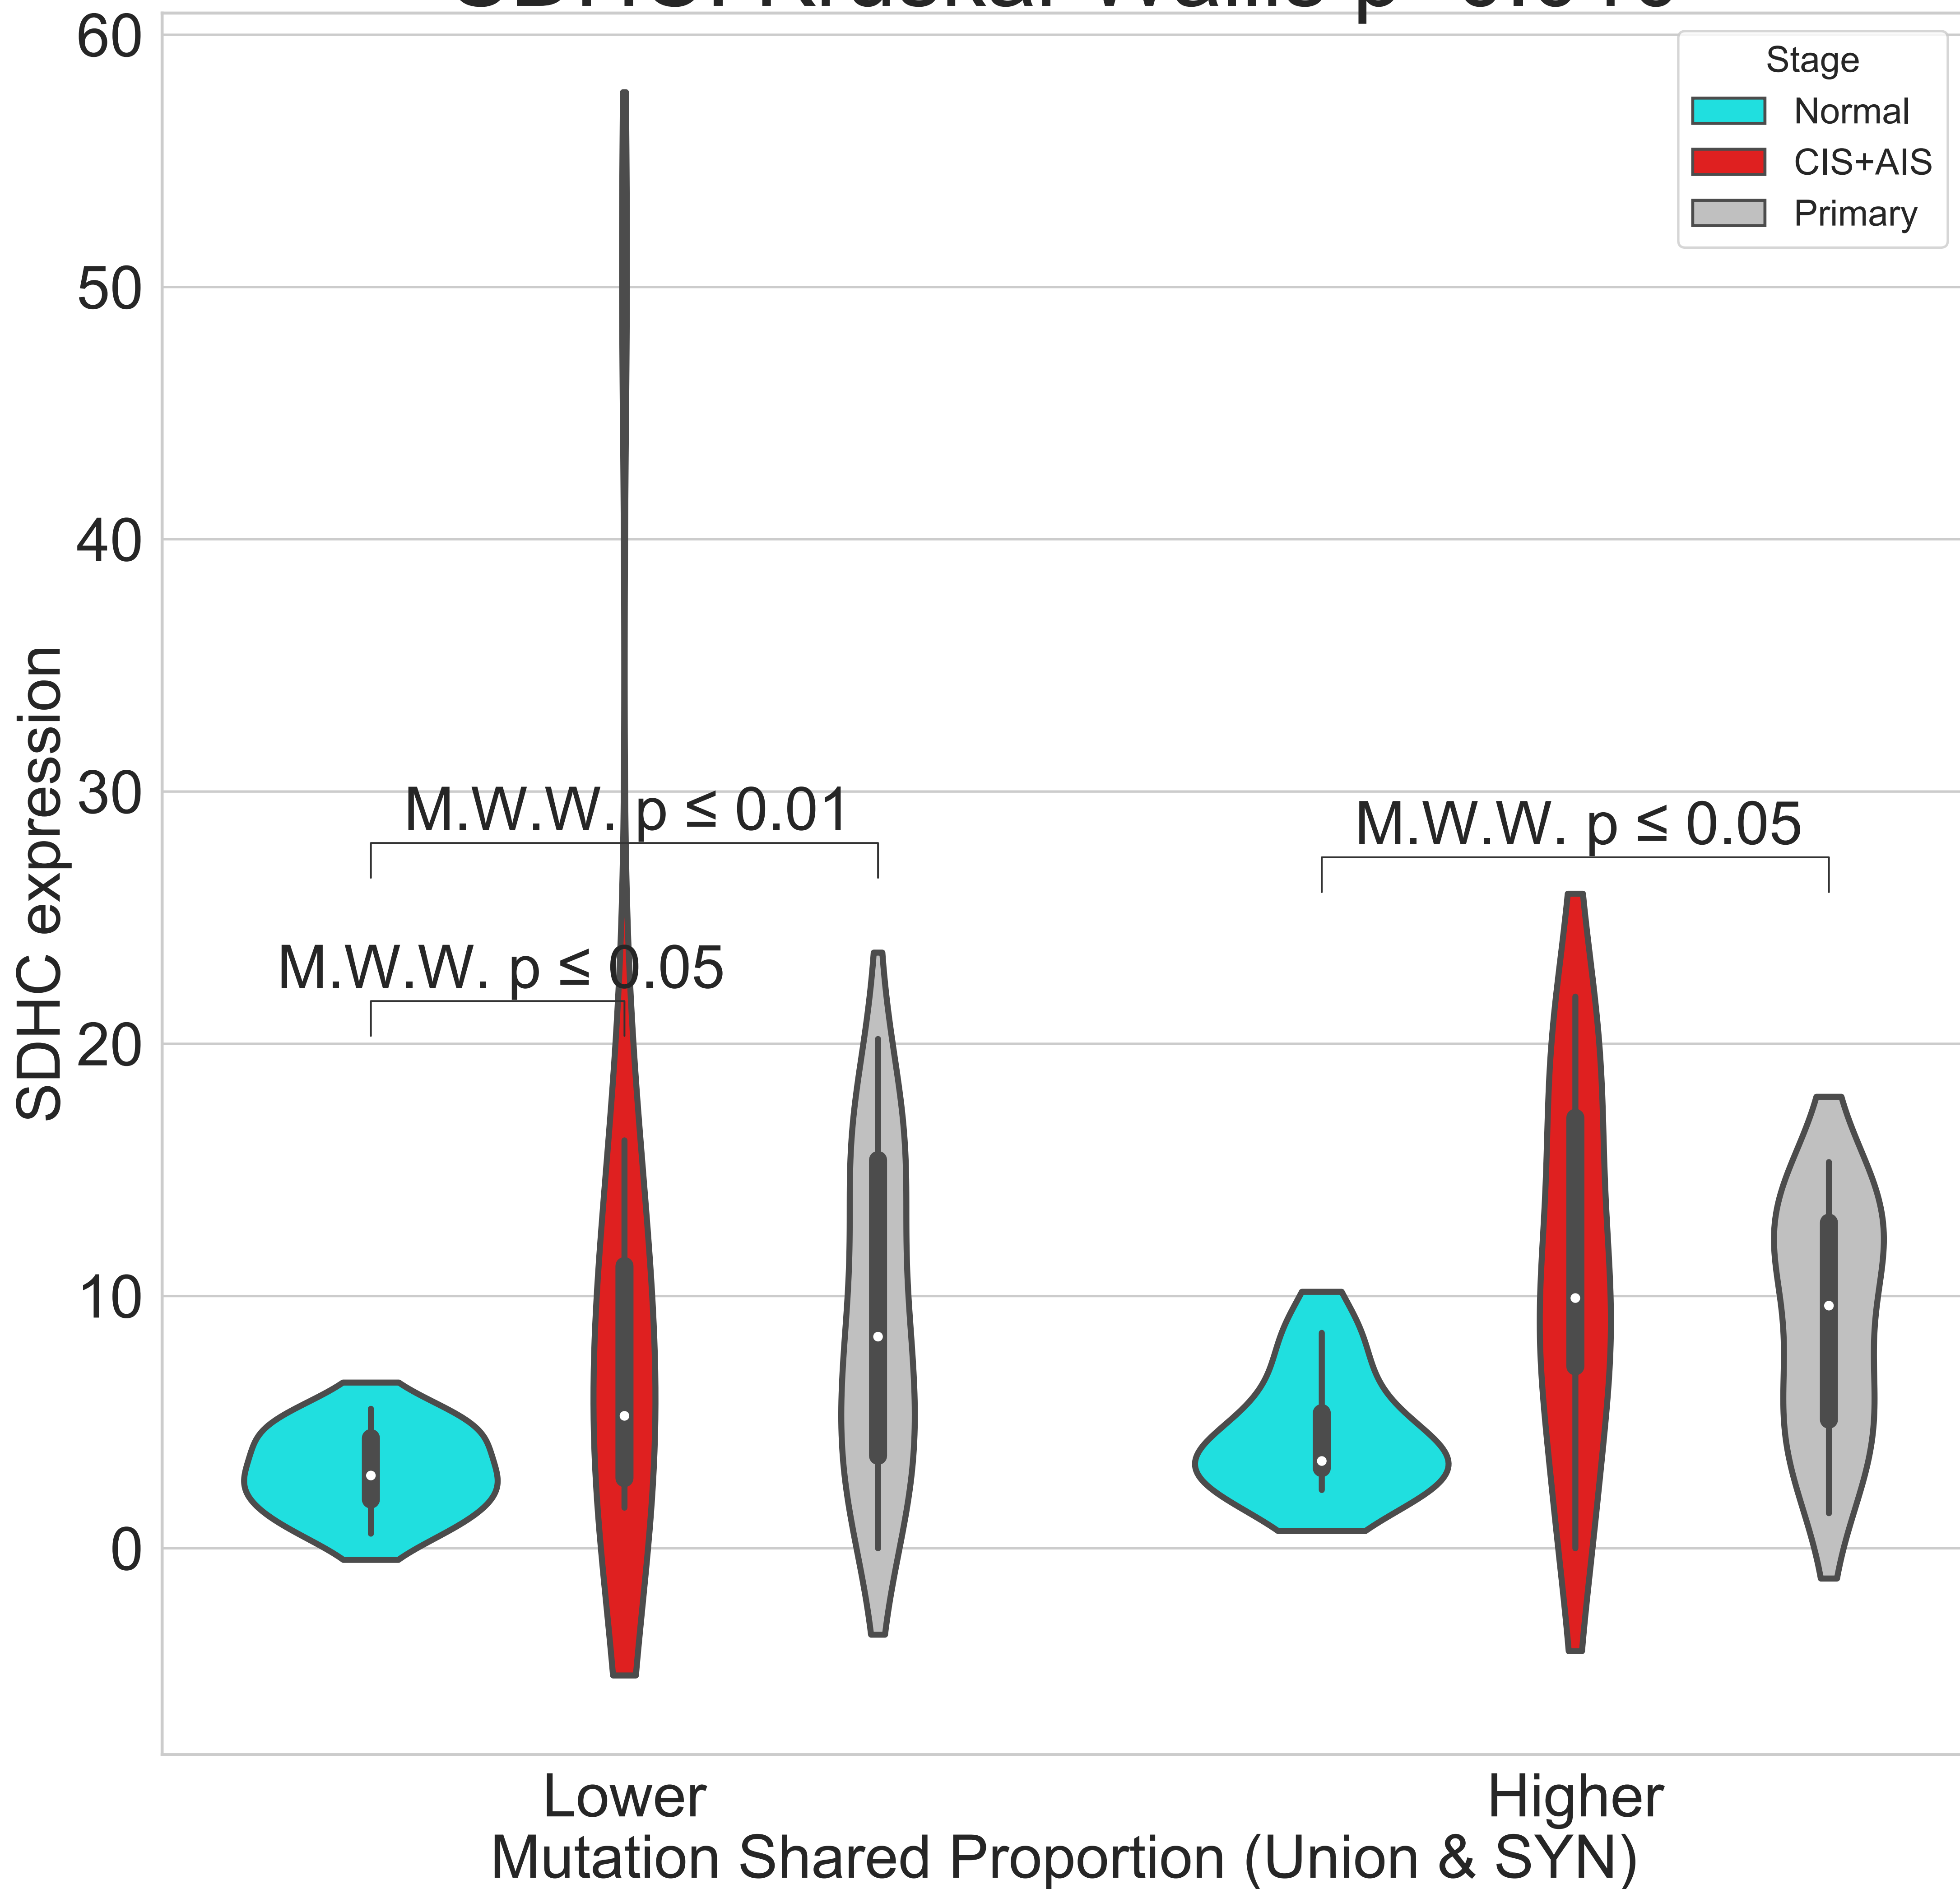 60
50
40
30
20
10
0
SDHC expression
Stage
Normal
CIS+AIS
Primary
M.W.W. p ≤ 0.01
M.W.W. p ≤ 0.05
M.W.W. p ≤ 0.05
Lower
Higher
Mutation Shared Proportion (Union & SYN)